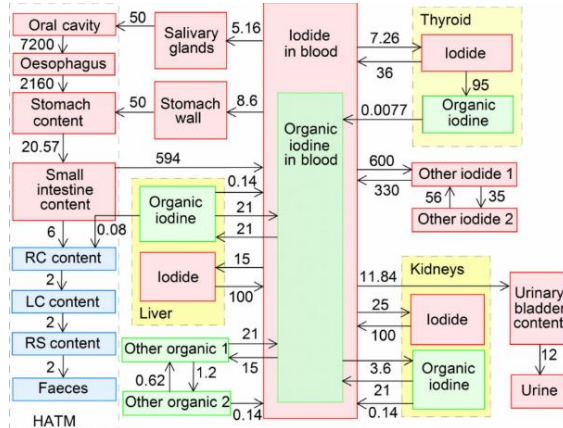 Oral cavity
50
Salivary
glands
5.16
Iodide
in blood
7.26
Thyroid
Iodide
36
7200
Oesophagus
2160
95
Stomach content
50
Stomach
wall
8.6
0.0077
Organic
iodine
Organic
iodine
in blood
20.57
594
600
Other iodide 1
330
56
35
Other iodide 2
Small
intestine
content
0.14
Organic
iodine
21
21
6
0.08
RC content
15
Iodide
100
Liver
11.84
Kidneys
Urinary
bladder
content
2
LC content
25
Iodide
100
2
RS content
21
Other organic 1
15
12
2
0.62
1.2
3.6
Organic
iodine
21
Faeces
Other organic 2
0.14
0.14
Urine
HATM